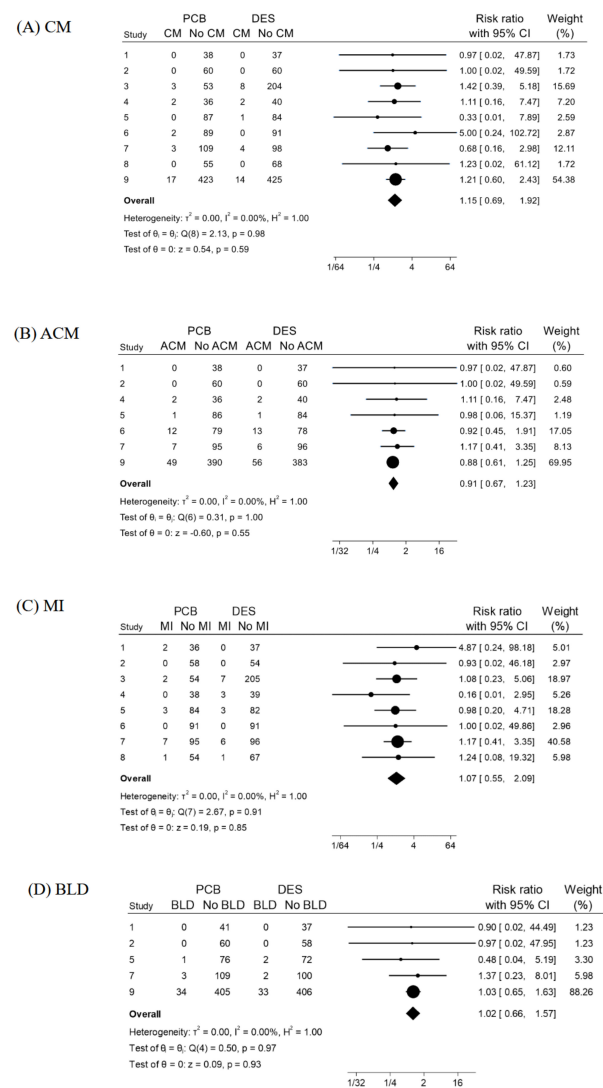 (A) CM
PCB DES Risk ratio Weight
Study CM No CM CM No CM with 95% CI (%)
1 0 38 0 37 0.97 [ 0.02, 47.87] 1.73
2 0 60 0 60 1.00 [ 0.02, 49.59] 1.72
3 3 53 8 204 1.42 [ 0.39, 5.18] 15.69
4 2 36 2 40 1.11 [ 0.16, 7.47] 7.20
5 0 87 1 84 0.33 [ 0.01, 7.89] 2.59
6 2 89 0 91 5.00 [ 0.24, 102.72] 2.87
7 3 109 4 98 0.68 [ 0.16, 2.98] 12.11
8 0 55 0 68 1.23 [ 0.02, 61.12] 1.72
9 17 423 14 425 1.21 [ 0.60, 2.43] 54.38
Overall 1.15 [ 0.69, 1.92]
Heterogeneity: τ² = 0.00, I² = 0.00%, H² = 1.00
Test of θᵢ = θⱼ: Q(8) = 2.13, p = 0.98
Test of θ = 0: z = 0.54, p = 0.59
1/64 1/4 4 64
(B) ACM
PCB DES Risk ratio Weight
Study ACM No ACM ACM No ACM with 95% CI (%)
1 0 38 0 37 0.97 [ 0.02, 47.87] 0.60
2 0 60 0 60 1.00 [ 0.02, 49.59] 0.59
4 2 36 2 40 1.11 [ 0.16, 7.47] 2.48
5 1 86 1 84 0.98 [ 0.06, 15.37] 1.19
6 12 79 13 78 0.92 [ 0.45, 1.91] 17.05
7 7 95 6 96 1.17 [ 0.41, 3.35] 8.13
9 49 390 56 383 0.88 [ 0.61, 1.25] 69.95
Overall 0.91 [ 0.67, 1.23]
Heterogeneity: τ² = 0.00, I² = 0.00%, H² = 1.00
Test of θᵢ = θⱼ: Q(6) = 0.31, p = 1.00
Test of θ = 0: z = -0.60, p = 0.55
1/32 1/4 2 16
(C) MI
PCB DES Risk ratio Weight
Study MI No MI MI No MI with 95% CI (%)
1 2 36 0 37 4.87 [ 0.24, 98.18] 5.01
2 0 58 0 54 0.93 [ 0.02, 46.18] 2.97
3 2 54 7 205 1.08 [ 0.23, 5.06] 18.97
4 0 38 3 39 0.16 [ 0.01, 2.95] 5.26
5 3 84 3 82 0.98 [ 0.20, 4.71] 18.28
6 0 91 0 91 1.00 [ 0.02, 49.86] 2.96
7 7 95 6 96 1.17 [ 0.41, 3.35] 40.58
8 1 54 1 67 1.24 [ 0.08, 19.32] 5.98
Overall 1.07 [ 0.55, 2.09]
Heterogeneity: τ² = 0.00, I² = 0.00%, H² = 1.00
Test of θᵢ = θⱼ: Q(7) = 2.67, p = 0.91
Test of θ = 0: z = 0.19, p = 0.85
1/64 1/4 4 64
(D) BLD
PCB DES Risk ratio Weight
Study BLD No BLD BLD No BLD with 95% CI (%)
1 0 41 0 37 0.90 [ 0.02, 44.49] 1.23
2 0 60 0 58 0.97 [ 0.02, 47.95] 1.23
5 1 76 2 72 0.48 [ 0.04, 5.19] 3.30
7 3 109 2 100 1.37 [ 0.23, 8.01] 5.98
9 34 405 33 406 1.03 [ 0.65, 1.63] 88.26
Overall 1.02 [ 0.66, 1.57]
Heterogeneity: τ² = 0.00, I² = 0.00%, H² = 1.00
Test of θᵢ = θⱼ: Q(4) = 0.50, p = 0.97
Test of θ = 0: z = 0.09, p = 0.93
1/32 1/4 2 16